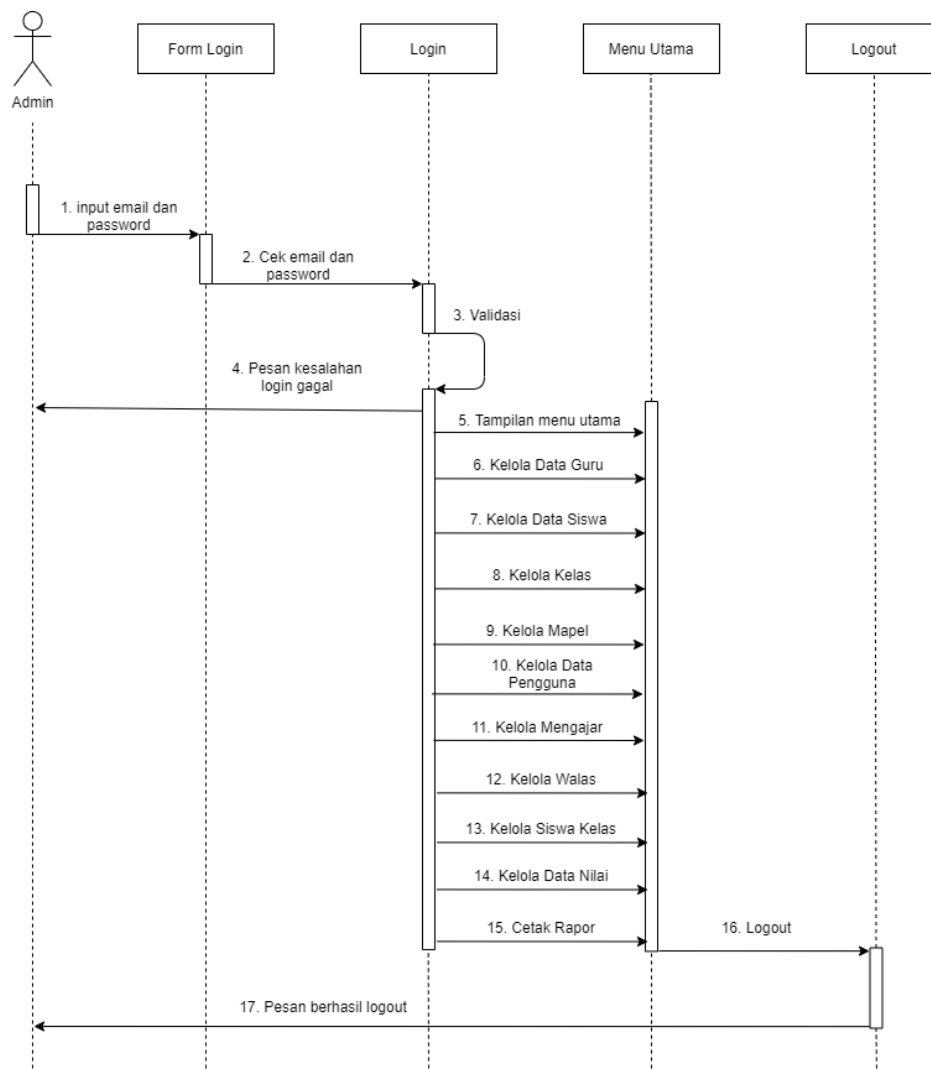 Form Login
Login
Menu Utama
Logout
Admin
1. input email dan
password
2. Cek email dan
password
3. Validasi
4. Pesan kesalahan
login gagal
5. Tampilan menu utama
6. Kelola Data Guru
7. Kelola Data Siswa
8. Kelola Kelas
9. Kelola Mapel
10. Kelola Data
Pengguna
11. Kelola Mengajar
12. Kelola Walas
13. Kelola Siswa Kelas
14. Kelola Data Nilai
15. Cetak Rapor
16. Logout
17. Pesan berhasil logout